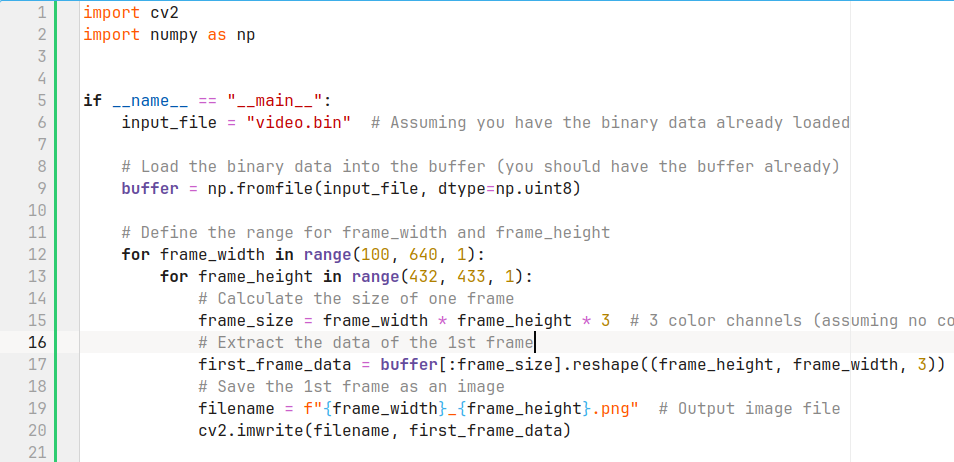 1 import cv2
2 import numpy as np
3
4
5 if __name__ == "__main__":
6     input_file = "video.bin"  # Assuming you have the binary data already loaded
7
8     # Load the binary data into the buffer (you should have the buffer already)
9     buffer = np.fromfile(input_file, dtype=np.uint8)
10
11     # Define the range for frame_width and frame_height
12     for frame_width in range(100, 640, 1):
13         for frame_height in range(432, 433, 1):
14             # Calculate the size of one frame
15             frame_size = frame_width * frame_height * 3  # 3 color channels (assuming no co
16             # Extract the data of the 1st frame
17             first_frame_data = buffer[:frame_size].reshape((frame_height, frame_width, 3))
18             # Save the 1st frame as an image
19             filename = f"{frame_width}_{frame_height}.png"  # Output image file
20             cv2.imwrite(filename, first_frame_data)
21